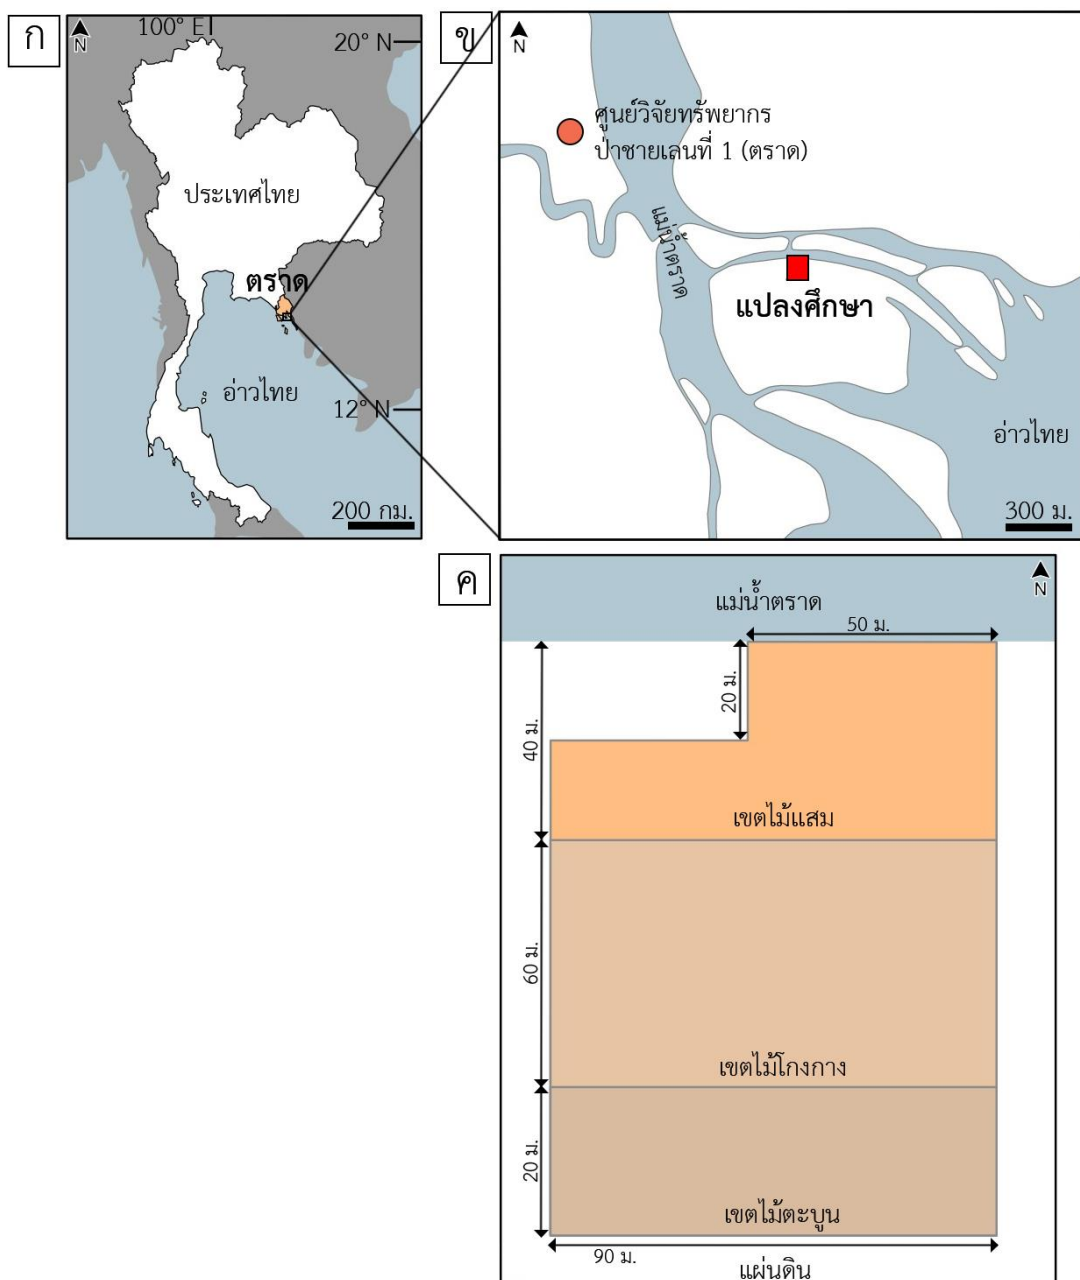 ก
N
100° E
20° N
ประเทศไทย
ตราด
อ่าวไทย
12° N
200 กม.
ข
N
ศูนย์วิจัยทรัพยากร
ป่าชายเลนที่ 1 (ตราด)
แม่น้ำตราด
แปลงศึกษา
อ่าวไทย
300 ม.
ค
N
แม่น้ำตราด
50 ม.
20 ม.
40 ม.
เขตไม้แสม
60 ม.
เขตไม้โกงกาง
20 ม.
เขตไม้ตะบูน
90 ม.
แผ่นดิน